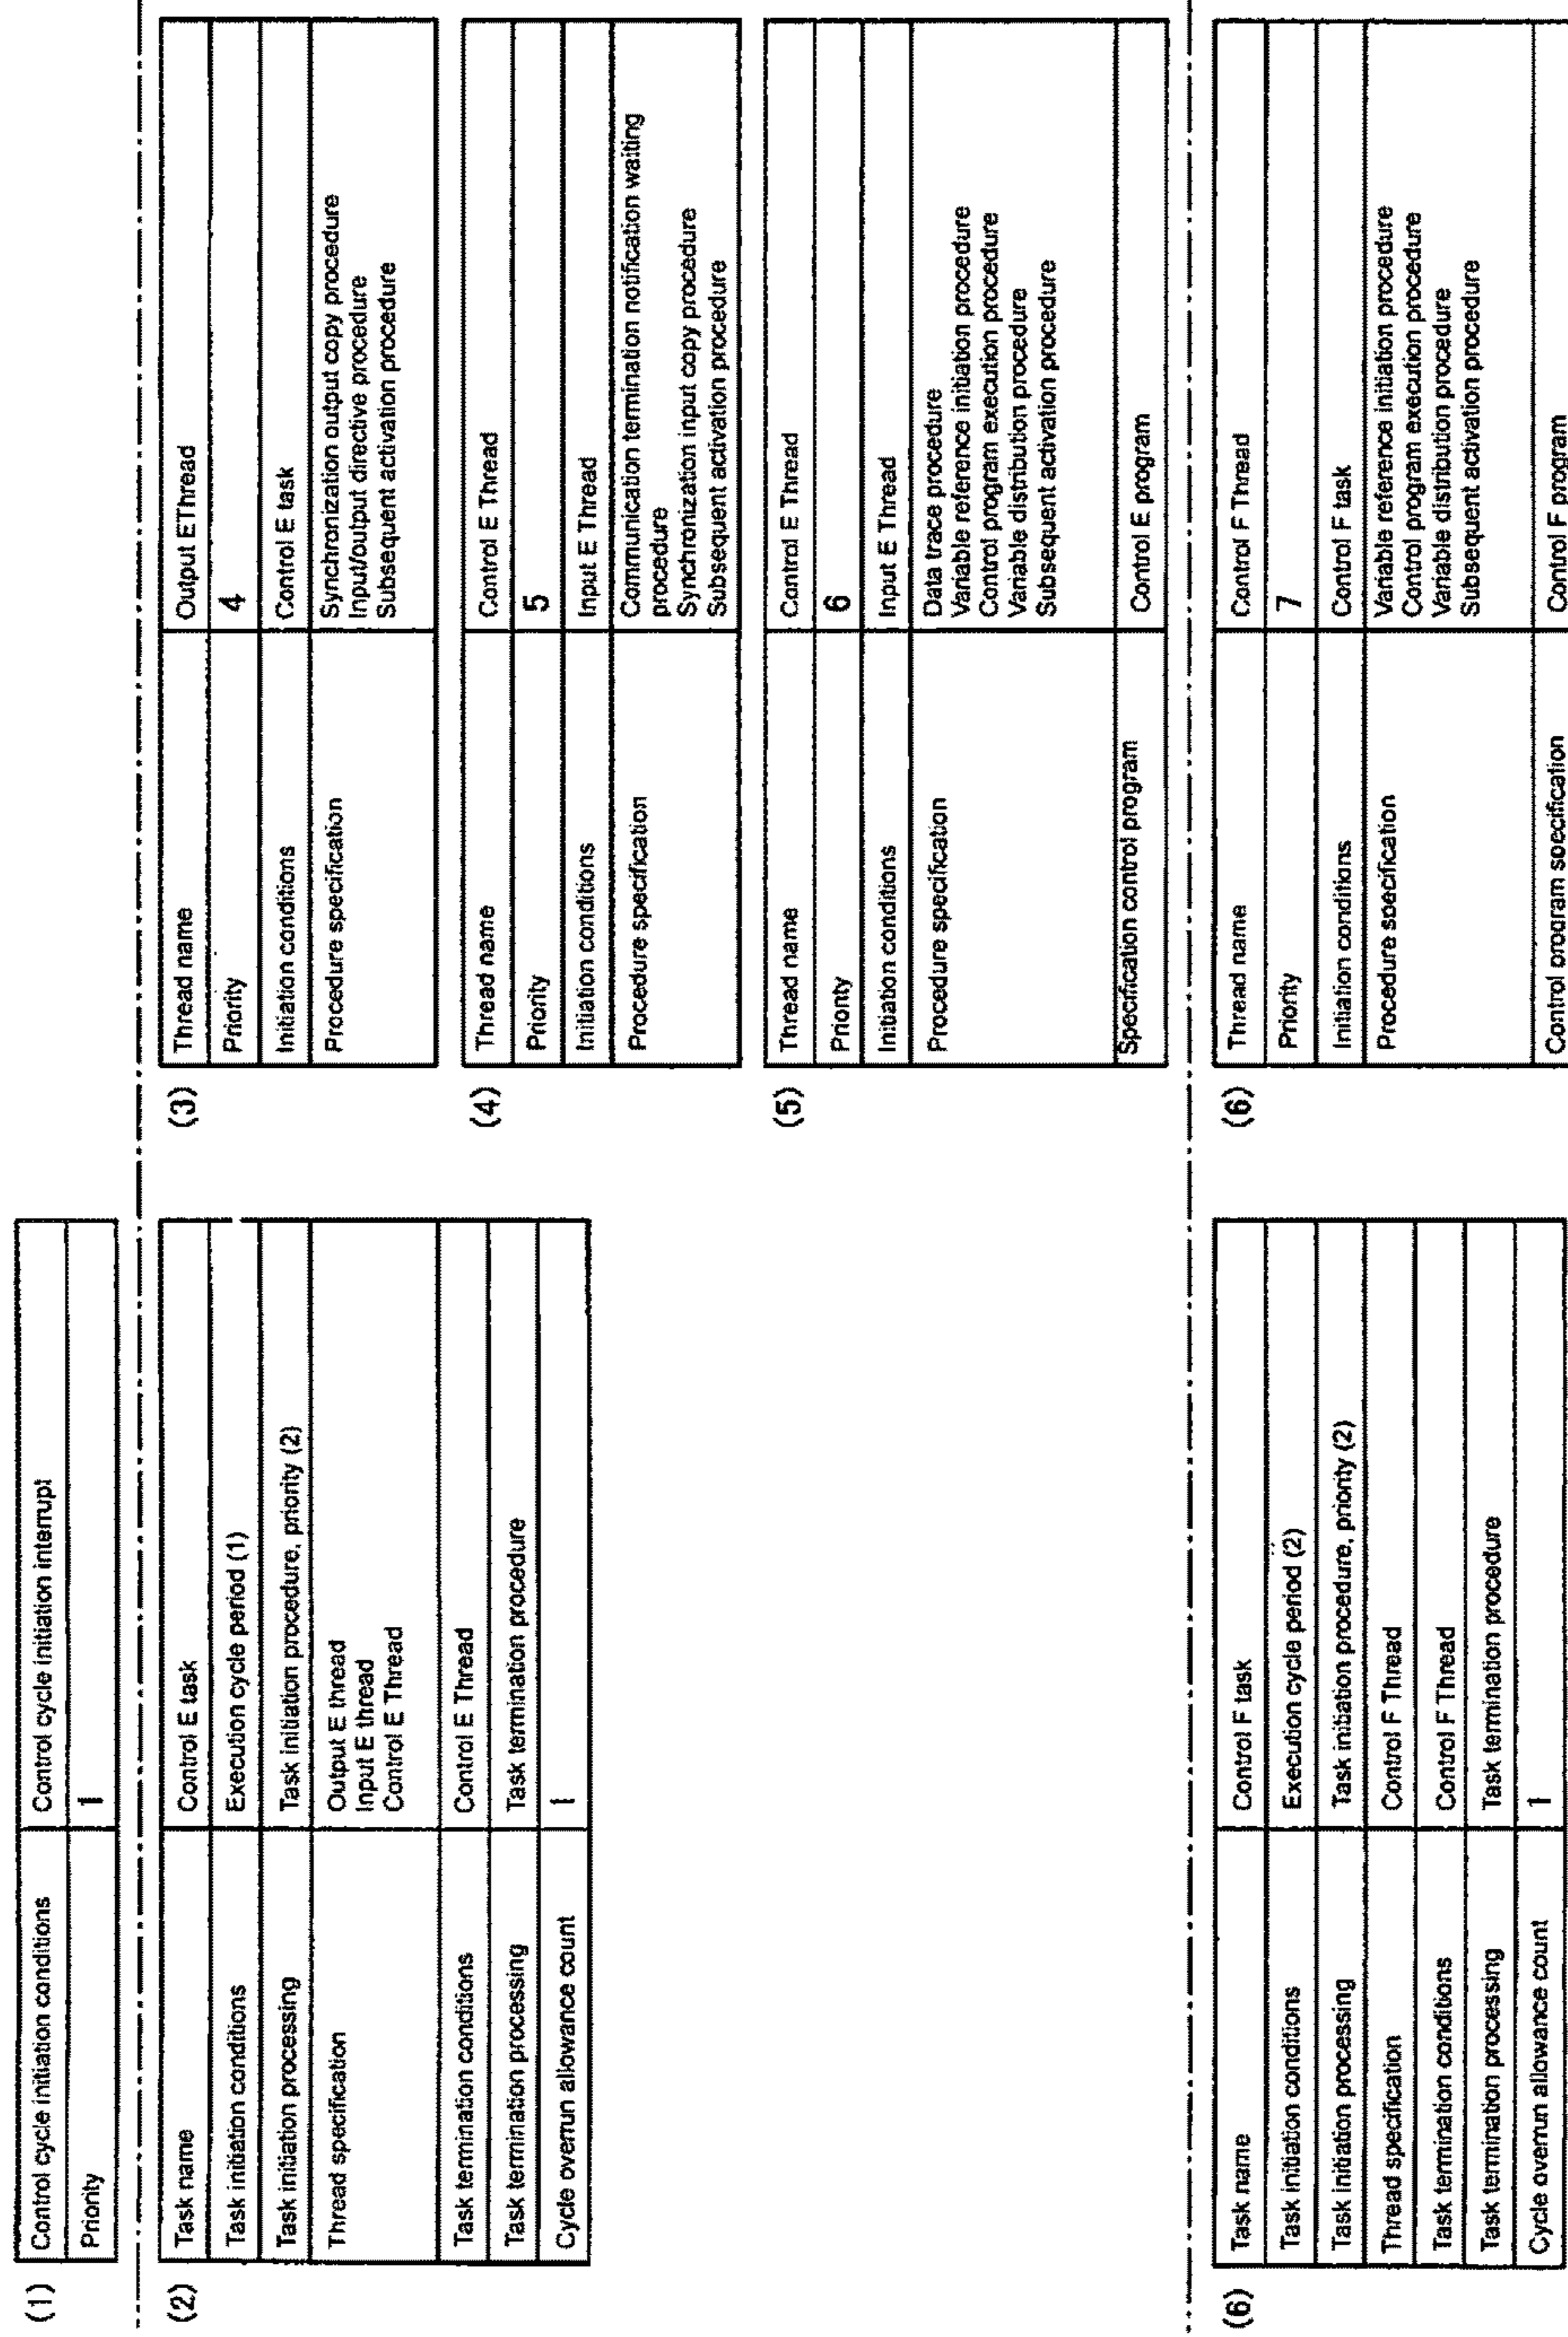 (1)
Control cycle initiation conditions
Control cycle initiation interrupt
Priority
1
(2)
Task name
Control E task
Task initiation conditions
Execution cycle period (1)
Task initiation processing
Task initiation procedure, priority (2)
Thread specification
Output E thread
Input E thread
Control E Thread
Task termination conditions
Control E Thread
Task termination processing
Task termination procedure
Cycle overrun allowance count
1
(3)
Thread name
Output EThread
Priority
4
Initiation conditions
Control E task
Procedure specification
Synchronization output copy procedure
Input/output directive procedure
Subsequent activation procedure
(4)
Thread name
Control E Thread
Priority
5
Initiation conditions
Input E Thread
Procedure specification
Communication termination notification waiting
procedure
Synchronization input copy procedure
Subsequent activation procedure
(5)
Thread name
Control E Thread
Priority
6
Initiation conditions
Input E Thread
Procedure specification
Data trace procedure
Variable reference initiation procedure
Control program execution procedure
Variable distribution procedure
Subsequent activation procedure
Specification control program
Control E program
(6)
Task name
Control F task
Task initiation conditions
Execution cycle period (2)
Task initiation processing
Task initiation procedure, priority (2)
Thread specification
Control F Thread
Task termination conditions
Control F Thread
Task termination processing
Task termination procedure
Cycle overrun allowance count
1
(6)
Thread name
Control F Thread
Priority
7
Initiation conditions
Control F task
Procedure specification
Variable reference initiation procedure
Control program execution procedure
Variable distribution procedure
Subsequent activation procedure
Control program specification
Control F program